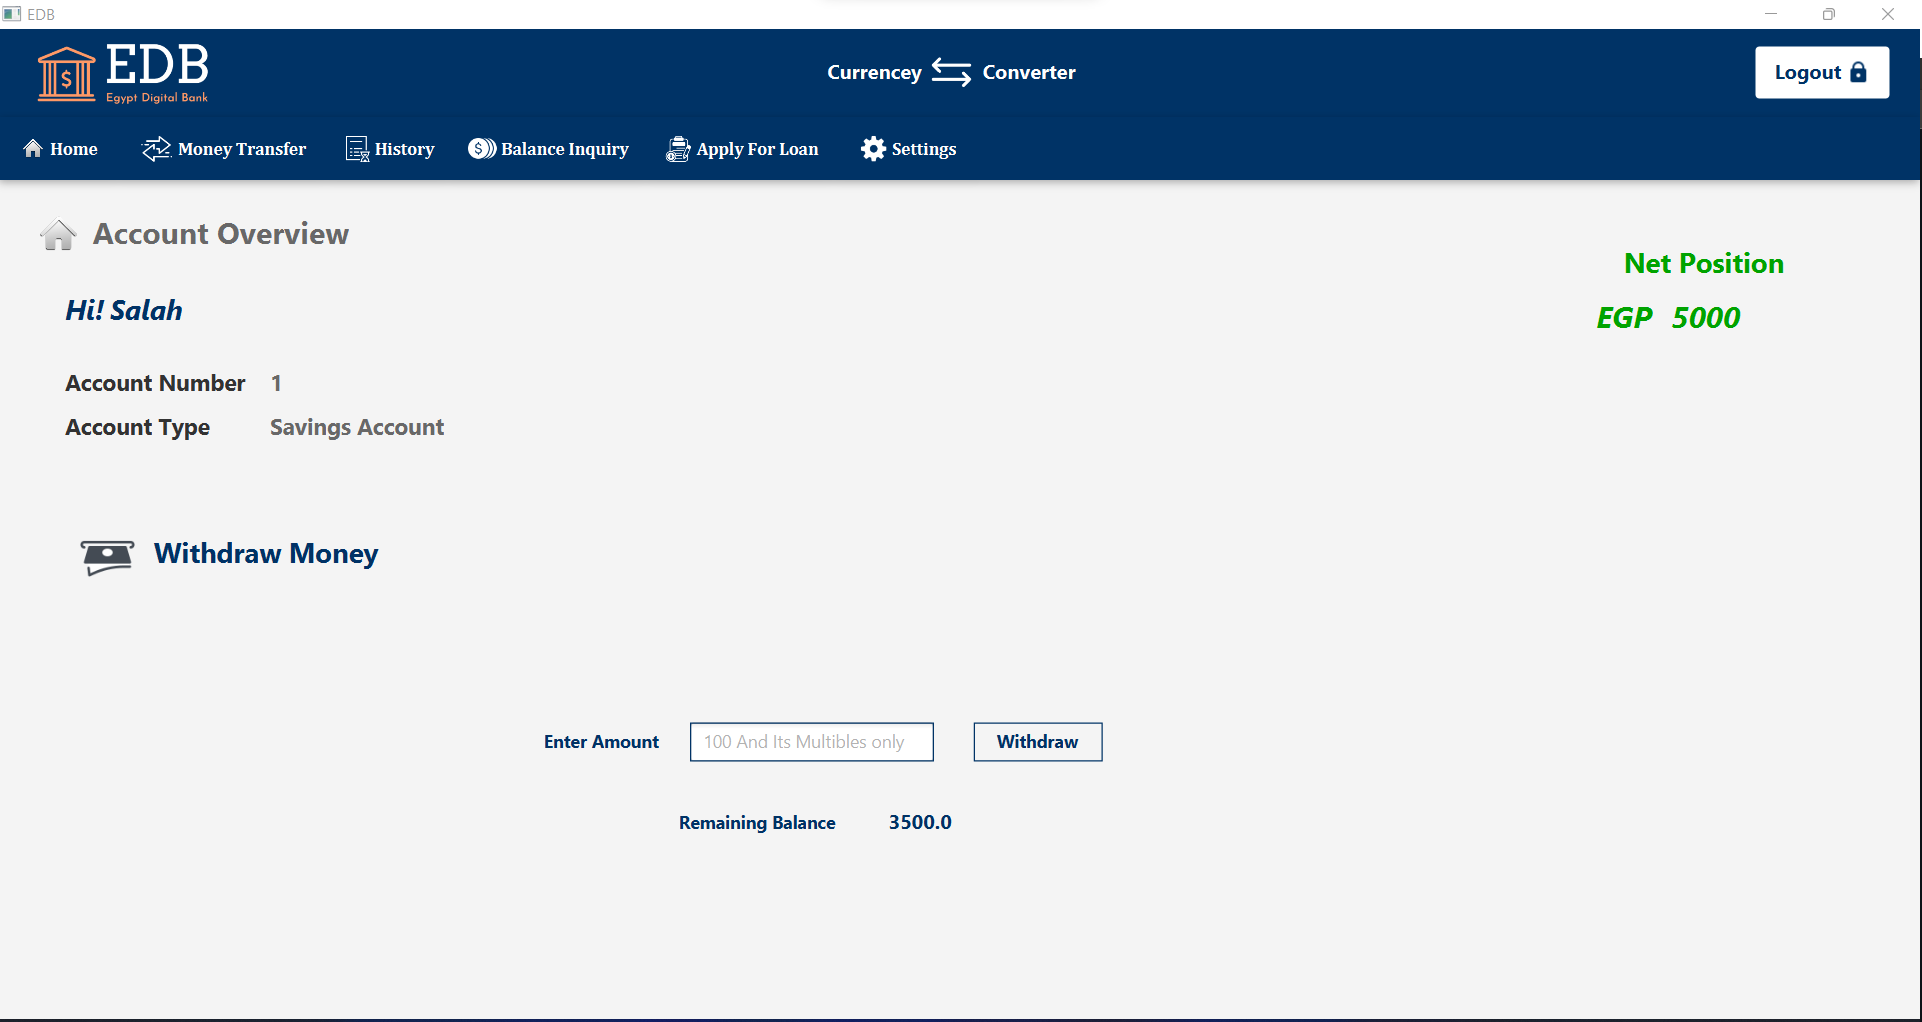 EDB
EDB
Egypt Digital Bank
Currencey Converter
Logout
Home Money Transfer History Balance Inquiry Apply For Loan Settings
Account Overview
Net Position
Hi! Salah
EGP 5000
Account Number 1
Account Type Savings Account
Withdraw Money
Enter Amount 100 And Its Multibles only Withdraw
Remaining Balance 3500.0